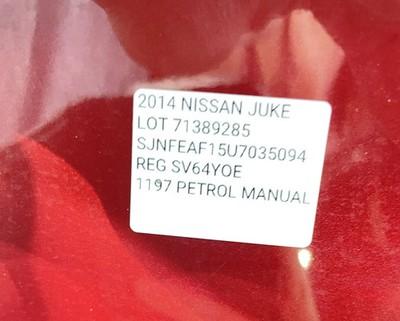 2014 NISSAN JUKE
LOT 71389285
SJNFEAF15U7035094
REG SV64YOE
1197 PETROL MANUAL